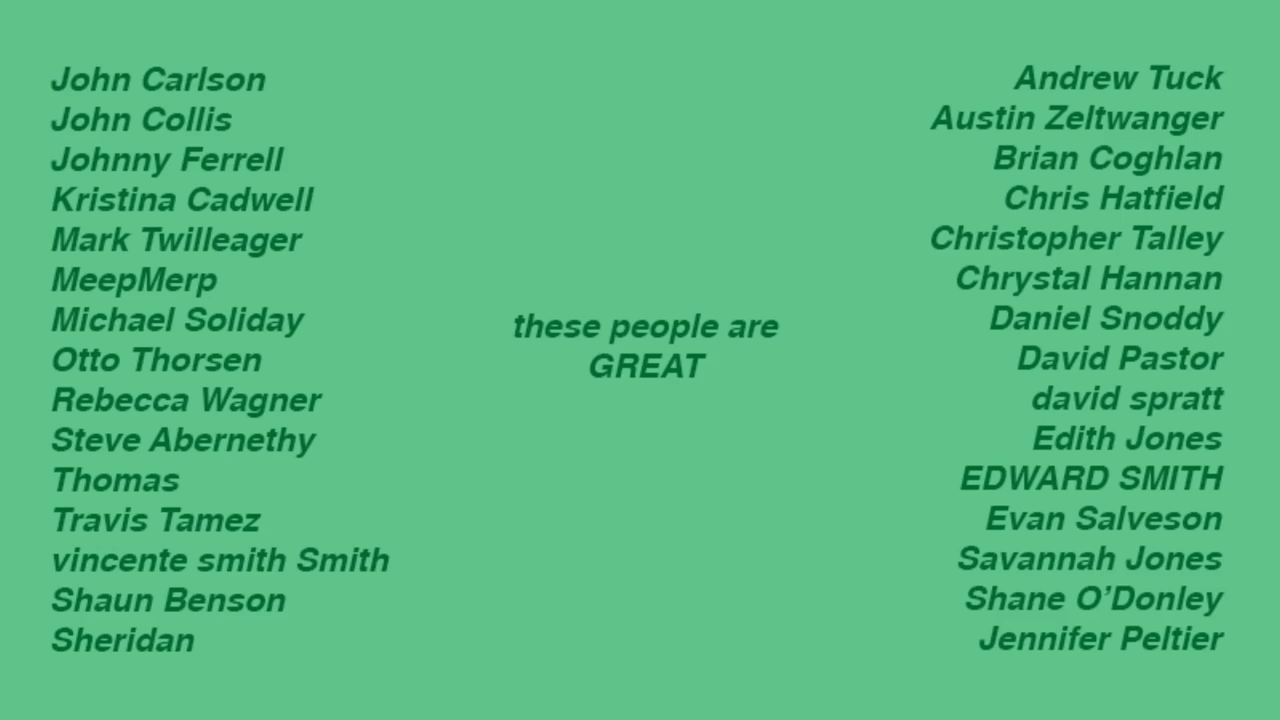 John Carlson
John Collis
Johnny Ferrell
Kristina Cadwell
Mark Twilleager
MeepMerp
Michael Soliday
Otto Thorsen
Rebecca Wagner
Steve Abernethy
Thomas
Travis Tamez
vincente smith Smith
Shaun Benson
Sheridan
these people are
GREAT
Andrew Tuck
Austin Zeltwanger
Brian Coghlan
Chris Hatfield
Christopher Talley
Chrystal Hannan
Daniel Snoddy
David Pastor
david spratt
Edith Jones
EDWARD SMITH
Evan Salveson
Savannah Jones
Shane O’Donley
Jennifer Peltier